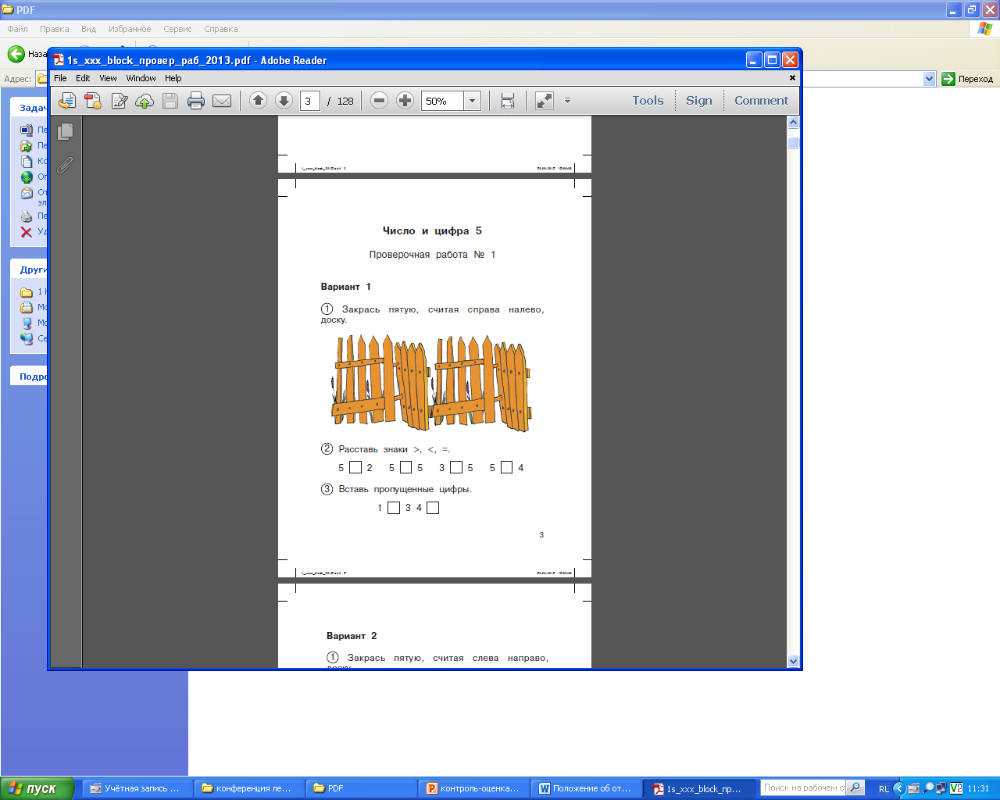 PDF
Файл Правка Вид Избранное Сервис Справка
Наза
Адрес:
Переход
Задач
Пе
Пе
Ко
От
эл
Пе
Уд
Други
Мо
Мо
Се
Подро
1s_xxx_block_провер_раб_2013.pdf - Adobe Reader
File Edit View Window Help
3 / 128 50% Tools Sign Comment
Число и цифра 5
Проверочная работа № 1
Вариант 1
1 Закрась пятую, считая справа налево,
доску.
2 Расставь знаки >, <, =.
5 2 5 5 3 5 5 4
3 Вставь пропущенные цифры.
1 3 4
3
Вариант 2
1 Закрась пятую, считая слева направо,
пуск Учётная запись ... конференция ле... PDF контроль-оценка... Положение об от... 1s_xxx_block_пр... Поиск на рабочем ст RL 11:31